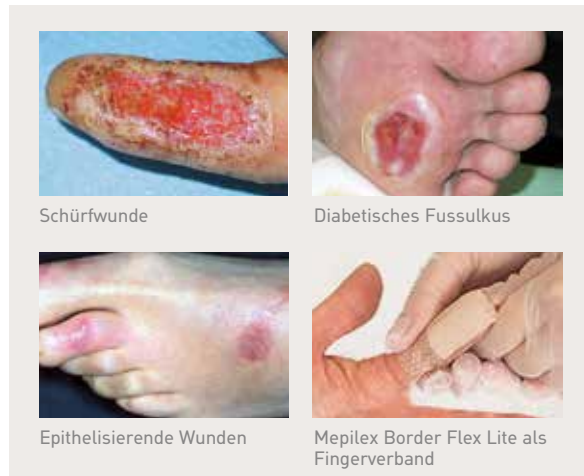 Schürfwunde
Diabetisches Fussulkus
Epithelisierende Wunden
Mepilex Border Flex Lite als
Fingerverband